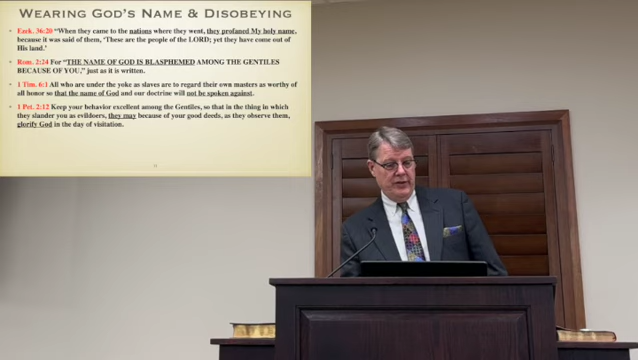 WEARING GOD'S NAME & DISOBEYING
• Ezek. 36:20 "When they came to the nations where they went, they profaned My holy name,
because it was said of them, 'These are the people of the LORD; yet they have come out of
His land.'
• Rom. 2:24 For "THE NAME OF GOD IS BLASPHEMED AMONG THE GENTILES
BECAUSE OF YOU," just as it is written.
• 1 Tim. 6:1 All who are under the yoke as slaves are to regard their own masters as worthy of
all honor so that the name of God and our doctrine will not be spoken against.
• 1 Pet. 2:12 Keep your behavior excellent among the Gentiles, so that in the thing in which
they slander you as evildoers, they may because of your good deeds, as they observe them,
glorify God in the day of visitation.